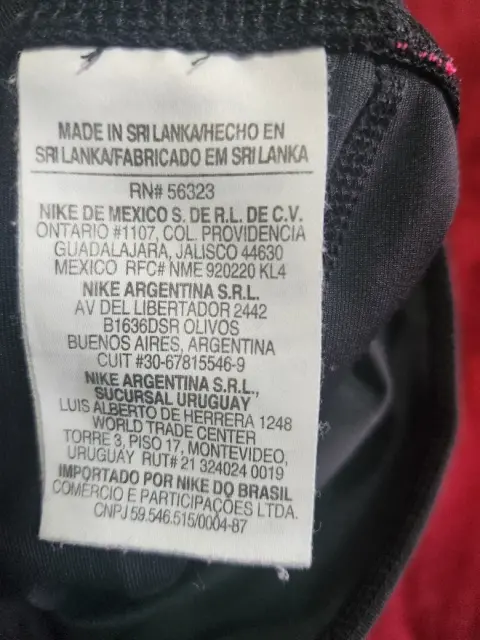 MADE IN SRI LANKA/HECHO EN
SRI LANKA/FABRICADO EM SRI LANKA
RN# 56323
NIKE DE MEXICO S. DE R.L. DE C.V.
ONTARIO #1107, COL. PROVIDENCIA
GUADALAJARA, JALISCO 44630
MEXICO RFC# NME 920220 KL4
NIKE ARGENTINA S.R.L.
AV DEL LIBERTADOR 2442
B1636DSR OLIVOS
BUENOS AIRES, ARGENTINA
CUIT #30-67815546-9
NIKE ARGENTINA S.R.L.,
SUCURSAL URUGUAY
LUIS ALBERTO DE HERRERA 1248
WORLD TRADE CENTER
TORRE 3, PISO 17, MONTEVIDEO,
URUGUAY RUT# 21 324024 0019
IMPORTADO POR NIKE DO BRASIL
COMÉRCIO E PARTICIPAÇÕES LTDA.
CNPJ 59.546.515/0004-87